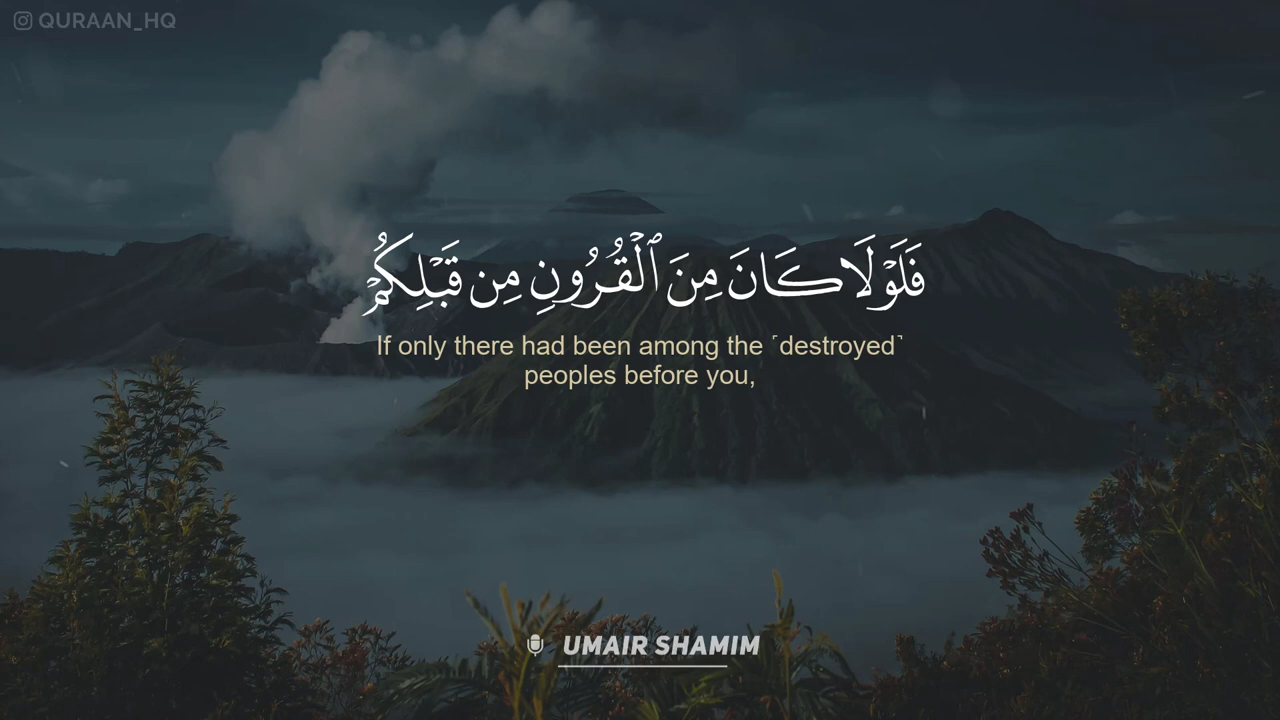 QURAAN_HQ
فَلَوْلَا كَانَ مِنَ ٱلْقُرُونِ مِن قَبْلِكُمْ
If only there had been among the ˹destroyed˺
peoples before you,
UMAIR SHAMIM